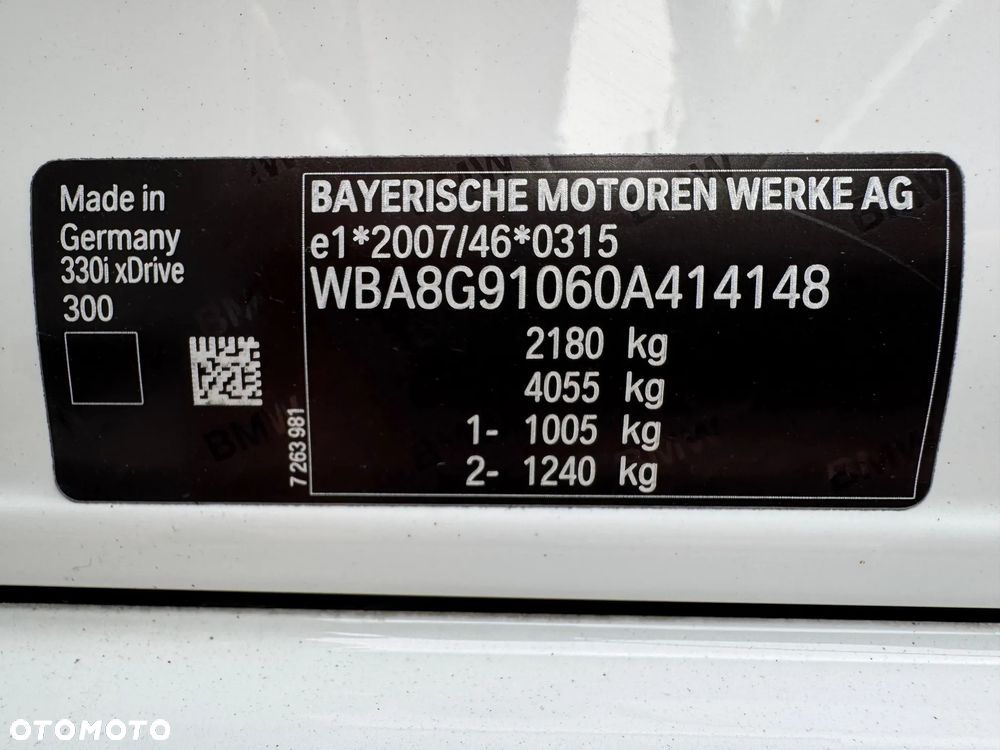 Made in
Germany
330i xDrive
300
7 263 981
BAYERISCHE MOTOREN WERKE AG
e1*2007/46*0315
WBA8G91060A414148
2180 kg
4055 kg
1- 1005 kg
2- 1240 kg
OTOMOTO